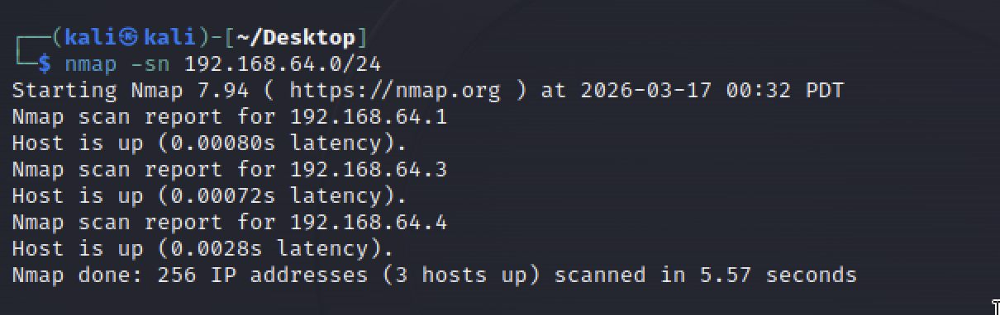 ┌──(kali㉿kali)-[~/Desktop]
└─$ nmap -sn 192.168.64.0/24
Starting Nmap 7.94 ( https://nmap.org ) at 2026-03-17 00:32 PDT
Nmap scan report for 192.168.64.1
Host is up (0.00080s latency).
Nmap scan report for 192.168.64.3
Host is up (0.00072s latency).
Nmap scan report for 192.168.64.4
Host is up (0.0028s latency).
Nmap done: 256 IP addresses (3 hosts up) scanned in 5.57 seconds